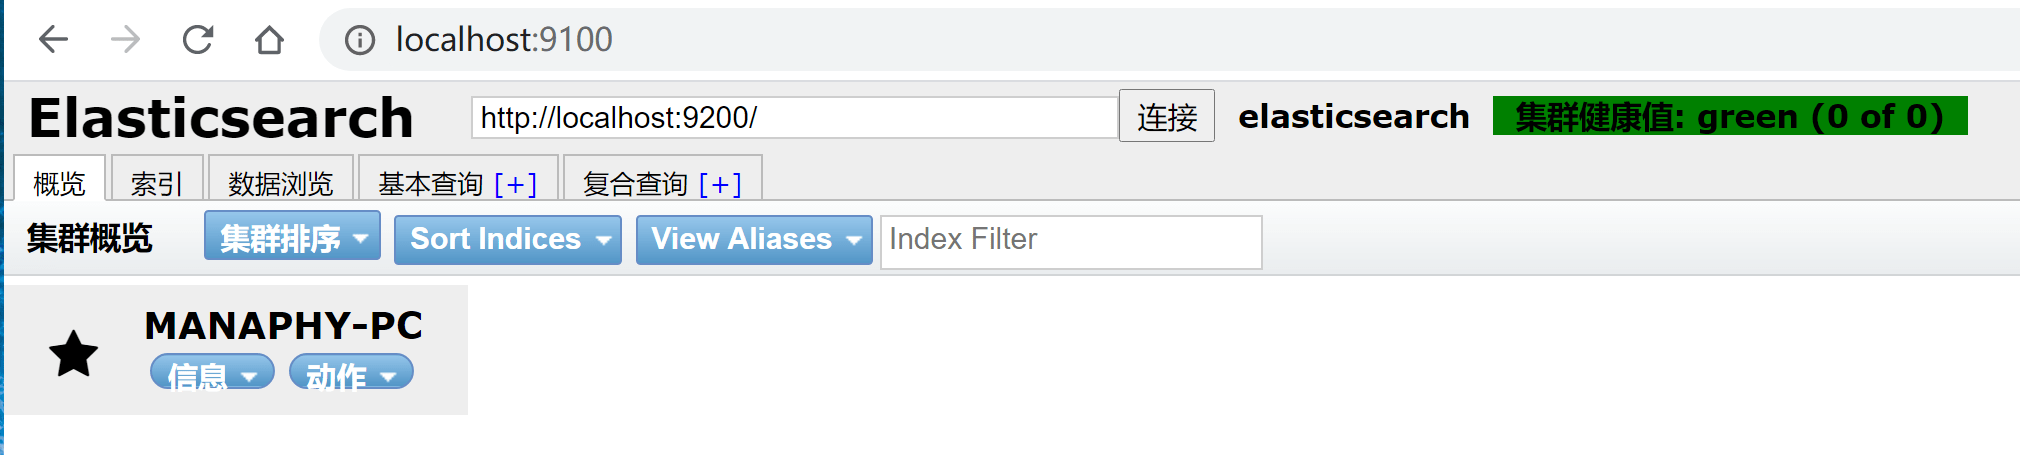 localhost:9100
Elasticsearch http://localhost:9200/ 连接 elasticsearch 集群健康值: green (0 of 0)
概览 索引 数据浏览 基本查询 [+] 复合查询 [+]
集群概览 集群排序 Sort Indices View Aliases Index Filter
MANAPHY-PC
信息 动作